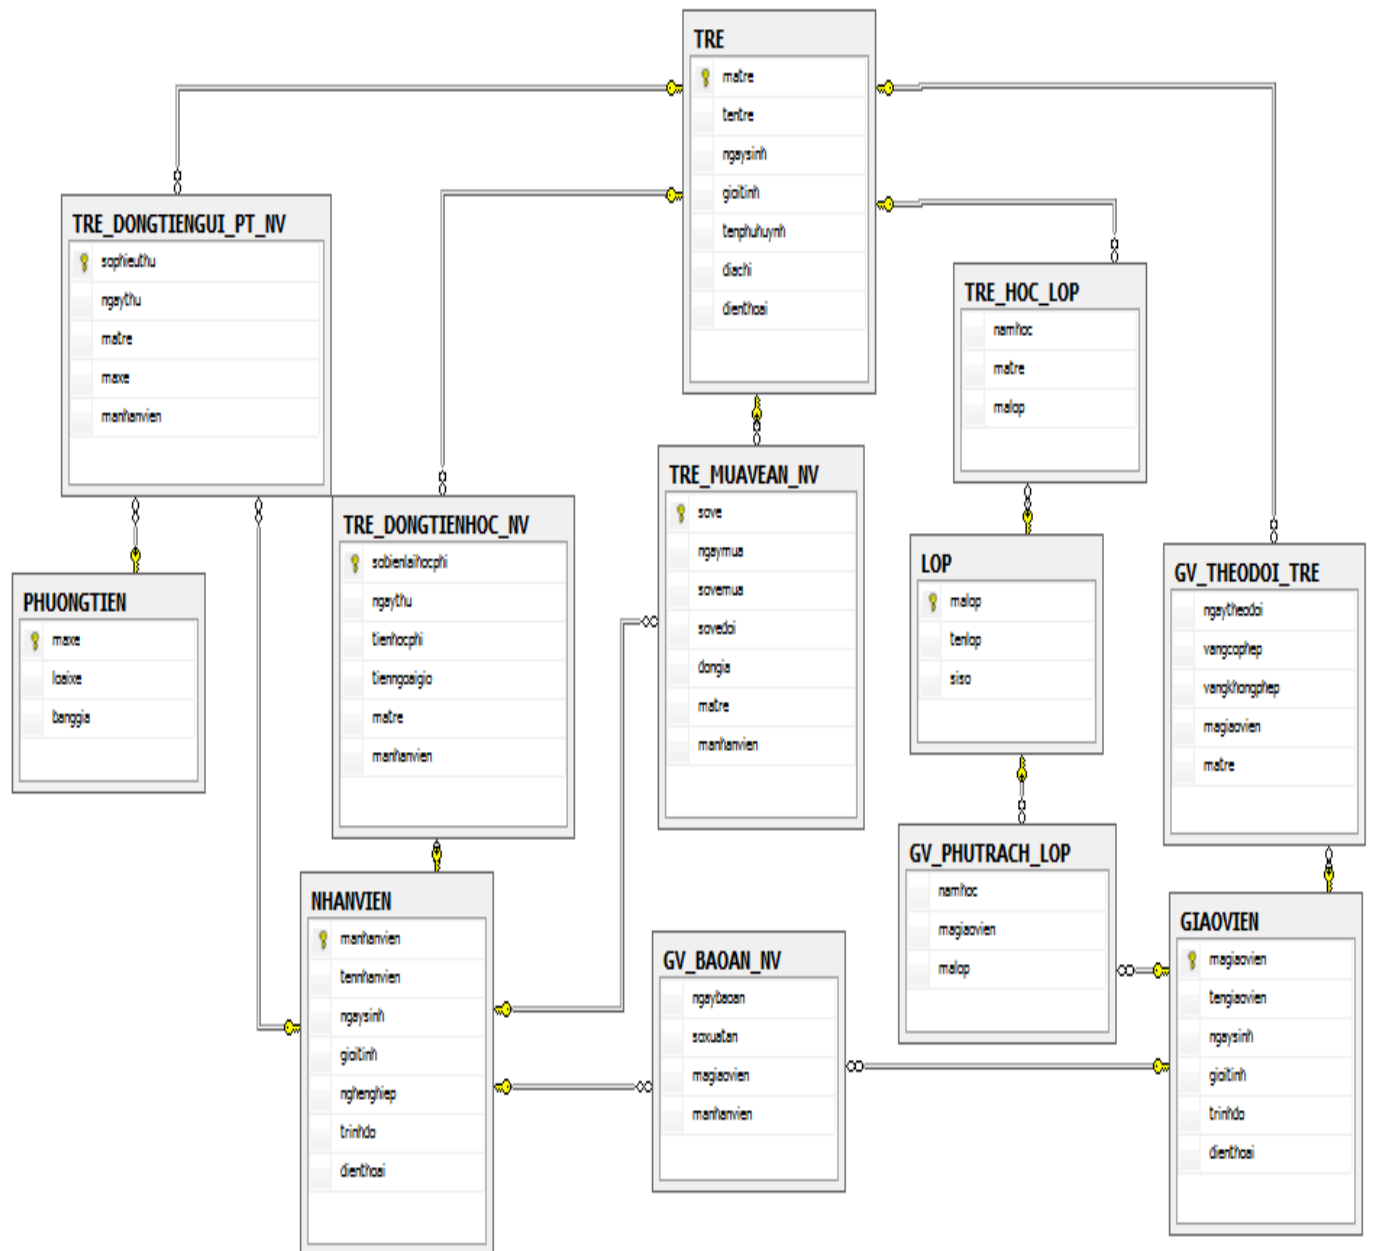 TRE
matre
tentre
ngaysinh
gioitinh
tenphuhuynh
diachi
dienthoai
TRE_DONGTIENGUI_PT_NV
sophieuthu
ngaythu
matre
maxe
manhanvien
TRE_HOC_LOP
namhoc
matre
malop
TRE_MUAVEAN_NV
sove
ngaymua
sovemua
sovedoi
dongia
matre
manhanvien
TRE_DONGTIENHOC_NV
sobienlaihocphi
ngaythu
tienhocphi
tienngoaigio
matre
manhanvien
LOP
malop
tenlop
siso
GV_THEODOI_TRE
ngaytheodoi
vangcophep
vangkhongphep
magiaovien
matre
PHUONGTIEN
maxe
loaixe
banggia
GV_PHUTRACH_LOP
namhoc
magiaovien
malop
NHANVIEN
manhanvien
tennhanvien
ngaysinh
gioitinh
nghenghiep
trinhdo
dienthoai
GV_BAOAN_NV
ngaybaoan
soxuatan
magiaovien
manhanvien
GIAOVIEN
magiaovien
tengiaovien
ngaysinh
gioitinh
trinhdo
dienthoai